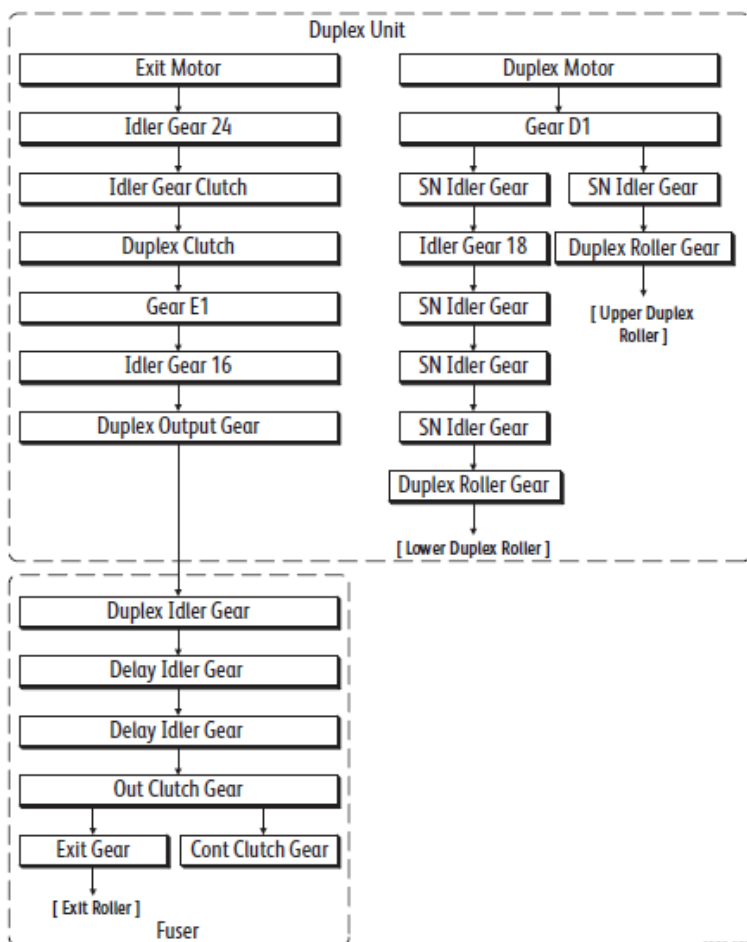 Duplex Unit
Exit Motor
Idler Gear 24
Idler Gear Clutch
Duplex Clutch
Gear E1
Idler Gear 16
Duplex Output Gear
Duplex Motor
Gear D1
SN Idler Gear
Idler Gear 18
SN Idler Gear
SN Idler Gear
SN Idler Gear
Duplex Roller Gear
[ Lower Duplex Roller ]
SN Idler Gear
Duplex Roller Gear
[ Upper Duplex
Roller ]
Duplex Idler Gear
Delay Idler Gear
Delay Idler Gear
Out Clutch Gear
Exit Gear
Cont Clutch Gear
[ Exit Roller ]
Fuser